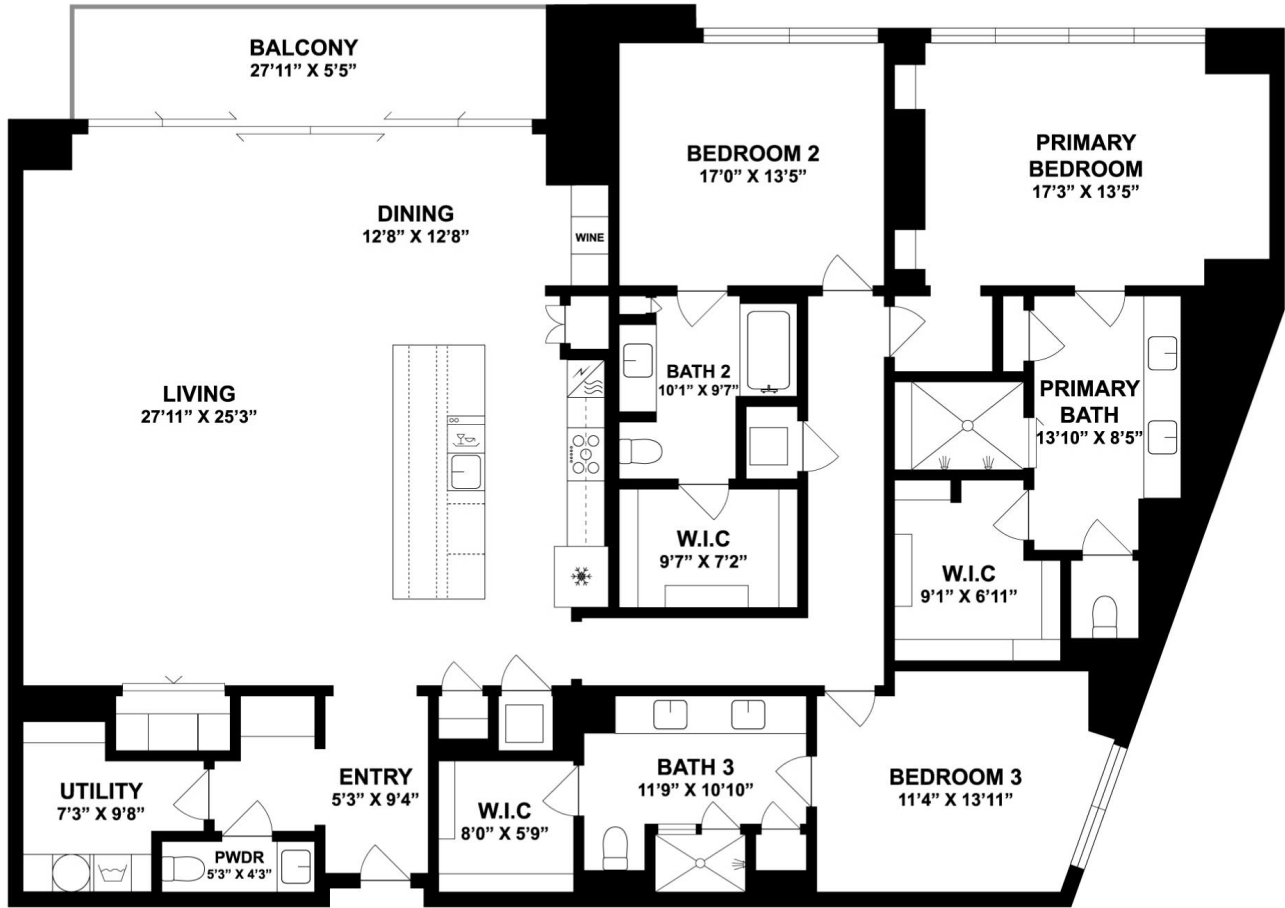 BALCONY
27’11” X 5’5”
BEDROOM 2
17’0” X 13’5”
PRIMARY
BEDROOM
17’3” X 13’5”
DINING
12’8” X 12’8”
WINE
LIVING
27’11” X 25’3”
BATH 2
10’1” X 9’7”
PRIMARY
BATH
13’10” X 8’5”
W.I.C
9’7” X 7’2”
W.I.C
9’1” X 6’11”
UTILITY
7’3” X 9’8”
ENTRY
5’3” X 9’4”
PWDR
5’3” X 4’3”
W.I.C
8’0” X 5’9”
BATH 3
11’9” X 10’10”
BEDROOM 3
11’4” X 13’11”